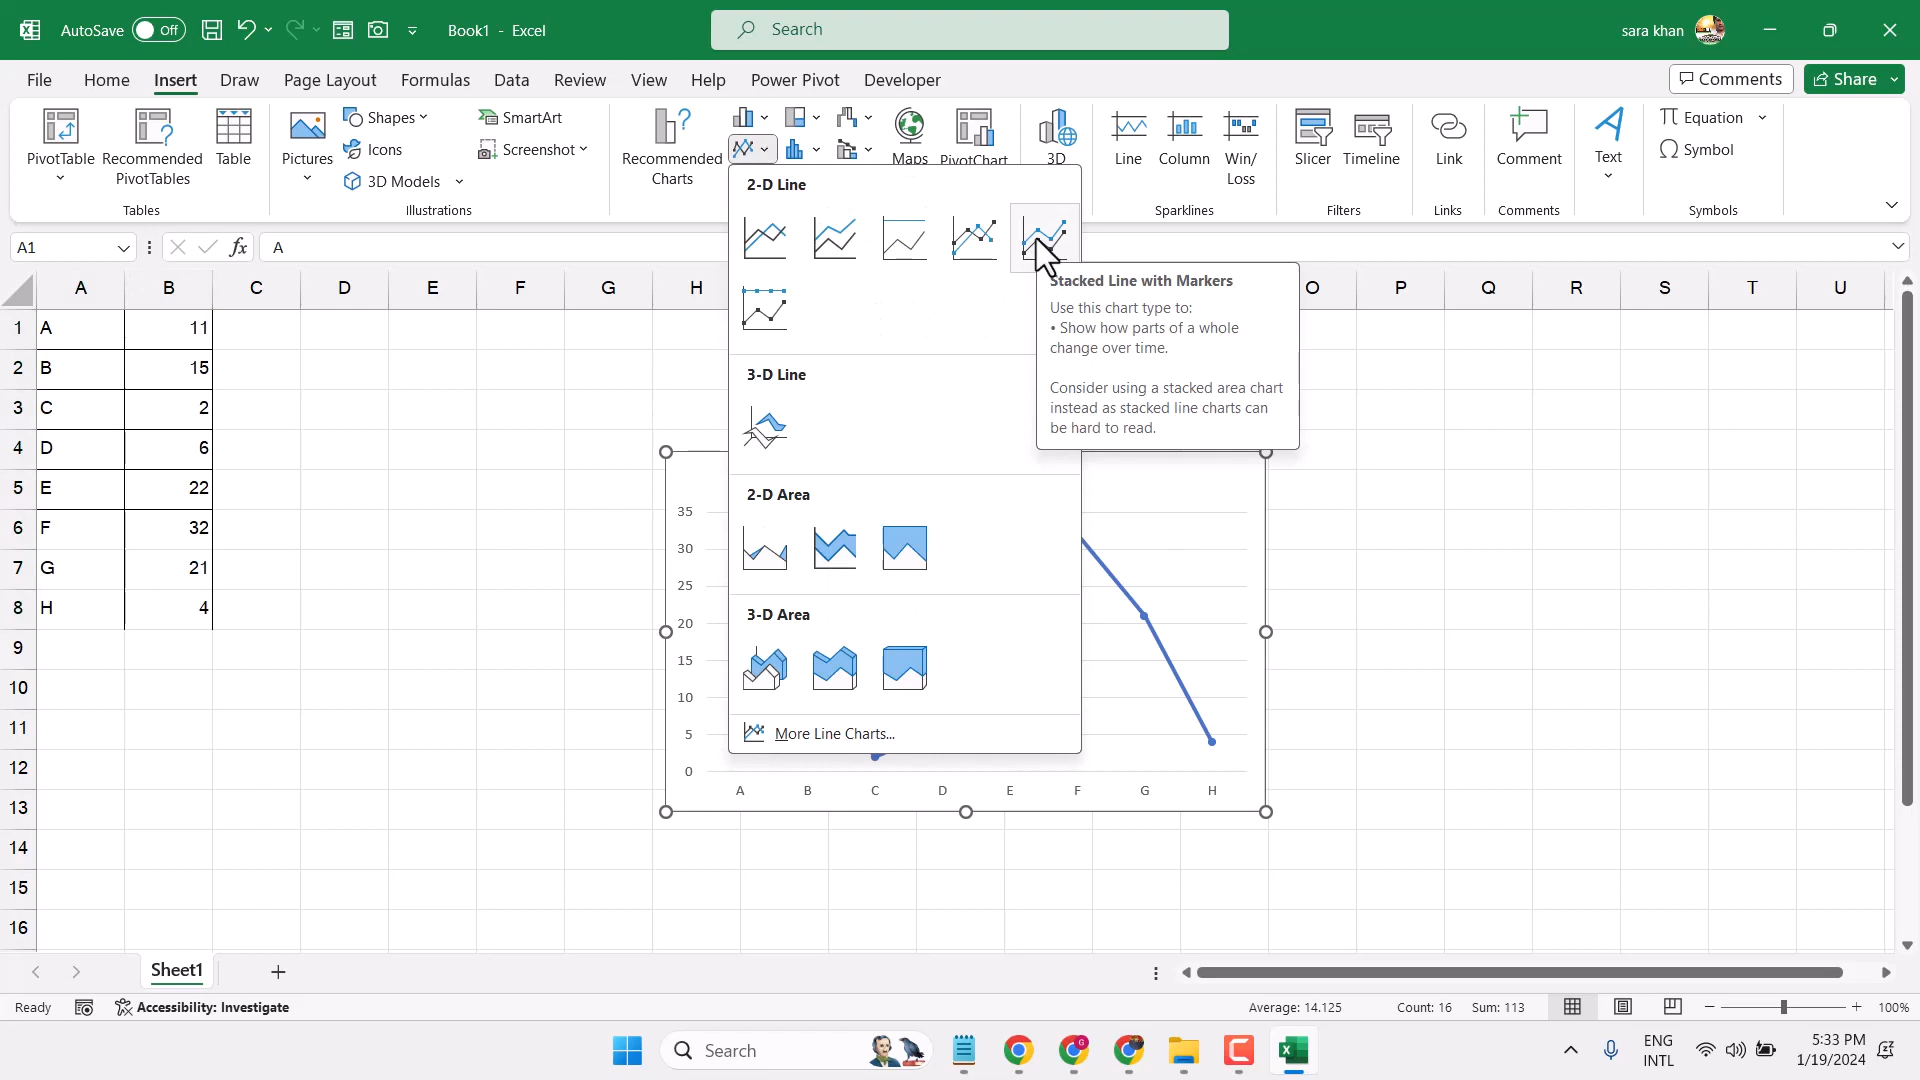 AutoSave Off Book1 - Excel Search sara khan
File Home Insert Draw Page Layout Formulas Data Review View Help Power Pivot Developer Comments Share
PivotTable Recommended PivotTables Table
Tables
Pictures Shapes Icons 3D Models SmartArt Screenshot
Illustrations
Recommended Charts Maps PivotChart 3D
Line Column Win/Loss
Sparklines
Slicer Timeline
Filters
Link
Links
Comment
Comments
Text
Equation
Symbol
Symbols
A1 fx A
2-D Line
Stacked Line with Markers
Use this chart type to:
• Show how parts of a whole
change over time.
Consider using a stacked area chart
instead as stacked line charts can
be hard to read.
3-D Line
2-D Area
3-D Area
More Line Charts...
A B C D E F G H O P Q R S T U
1 A 11
2 B 15
3 C 2
4 D 6
5 E 22
6 F 32
7 G 21
8 H 4
9
10
11
12
13
14
15
16
35
30
25
20
15
10
5
0
A B C D E F G H
Sheet1
Ready Accessibility: Investigate Average: 14.125 Count: 16 Sum: 113 100%
Search ENG INTL 5:33 PM 1/19/2024